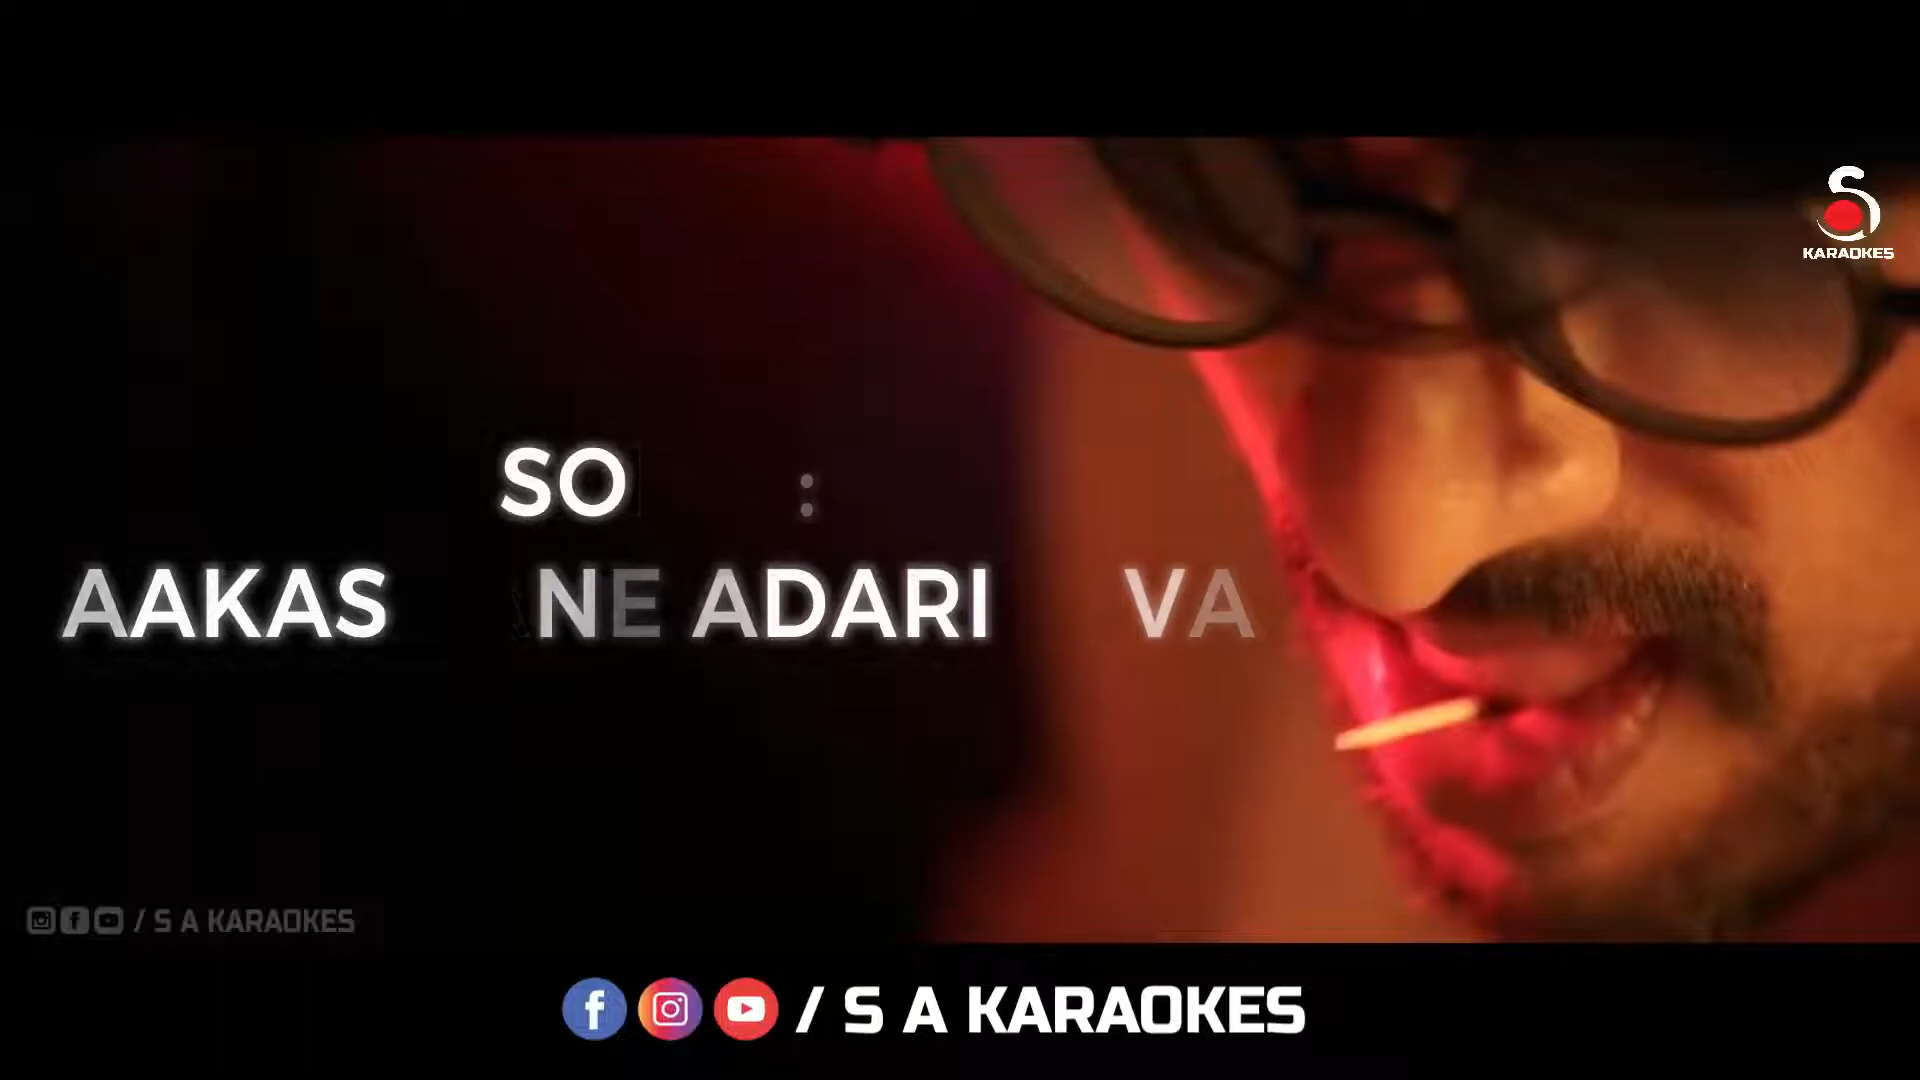 KARAOKES
SO :
AAKAS NE ADARI VA
/ S A KARAOKES
/ S A KARAOKES